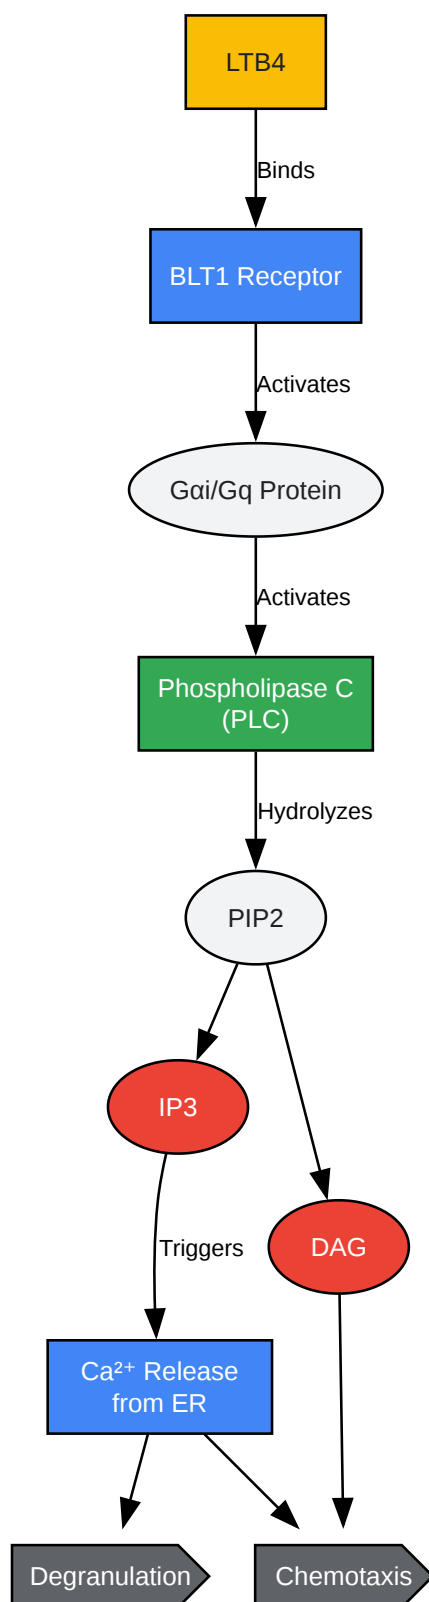 LTB4
Binds
BLT1 Receptor
Activates
Gαi/Gq Protein
Activates
Phospholipase C
(PLC)
Hydrolyzes
PIP2
IP3
Triggers
DAG
Ca²⁺ Release
from ER
Degranulation
Chemotaxis